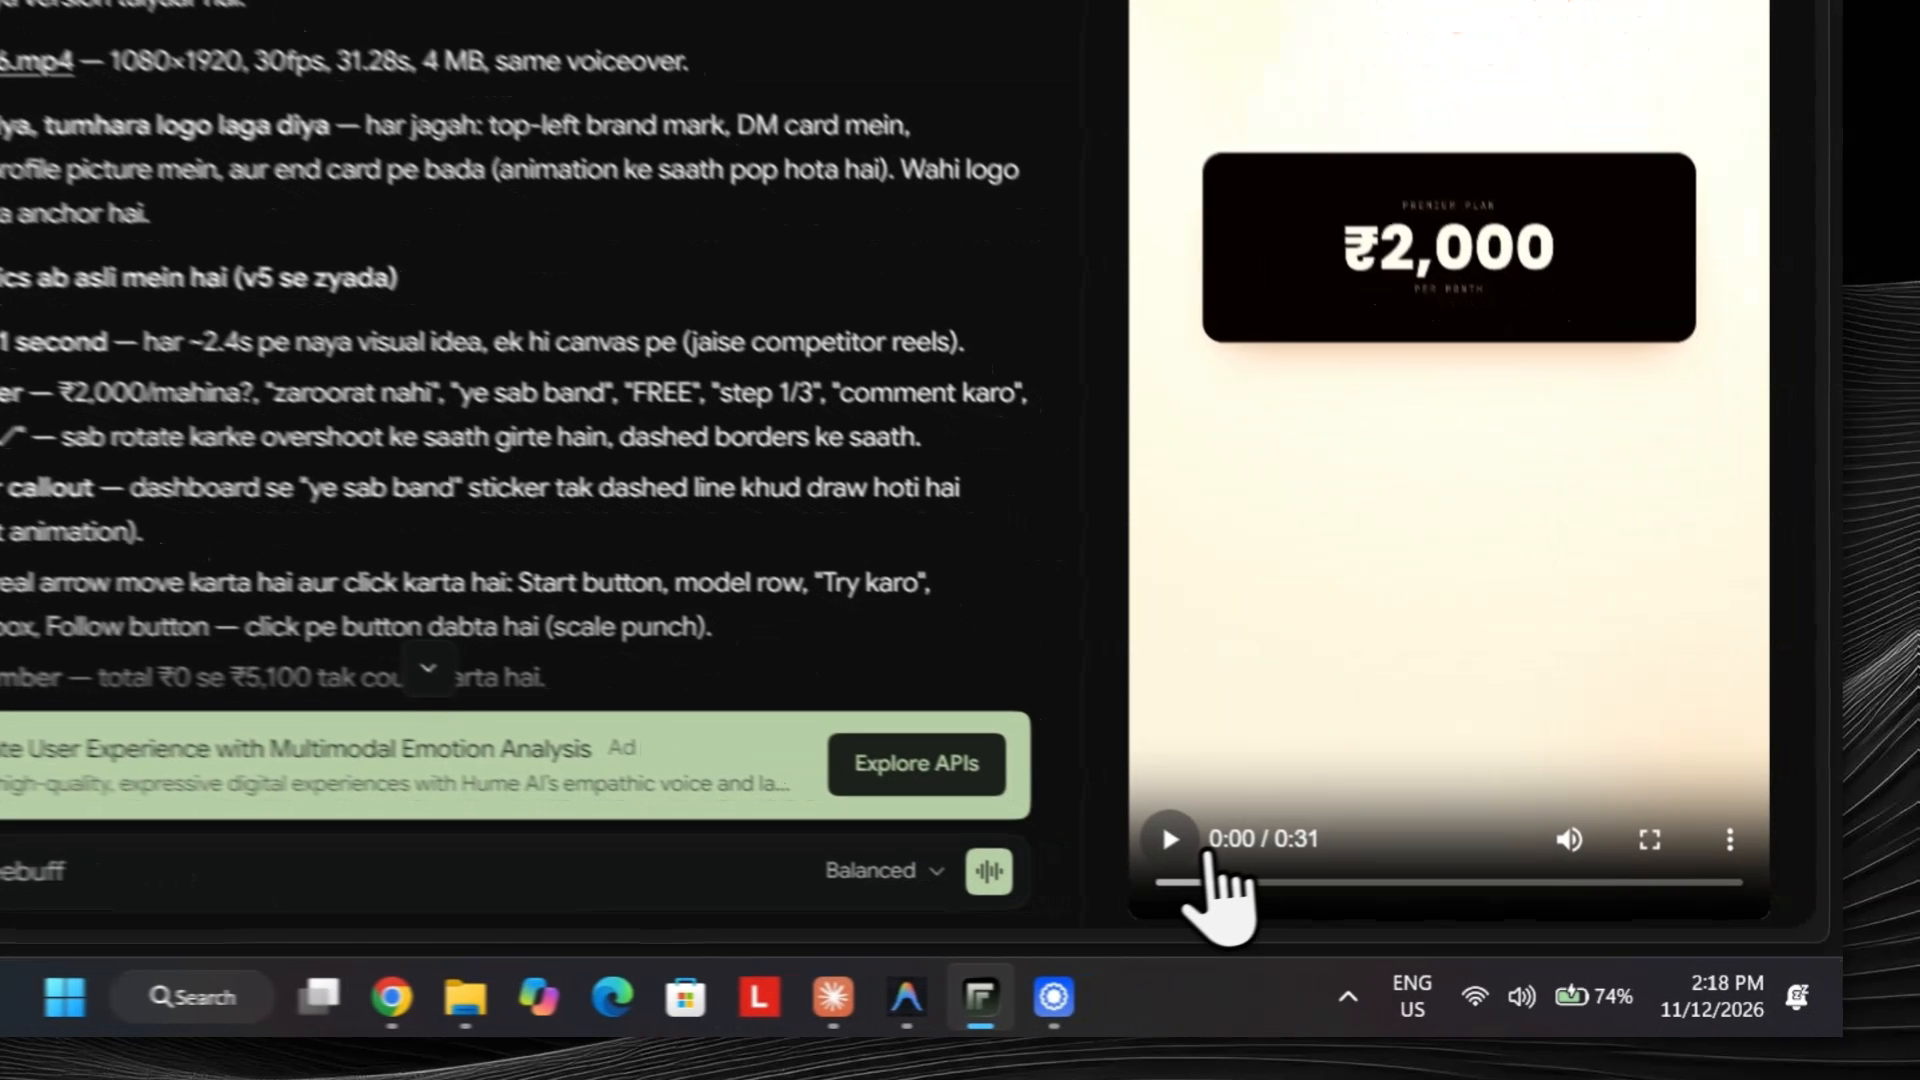 6.mp4 — 1080×1920, 30fps, 31.28s, 4 MB, same voiceover.
tumhara logo laga diya — har jagah: top-left brand mark, DM card mein,
rofile picture mein, aur end card pe bada (animation ke saath pop hota hai). Wahi logo
a anchor hai.
ics ab asli mein hai (v5 se zyada)
1 second — har ~2.4s pe naya visual idea, ek hi canvas pe (jaise competitor reels).
er — ₹2,000/mahina?, "zaroorat nahi", "ye sab band", "FREE", "step 1/3", "comment karo",
" — sab rotate karke overshoot ke saath girte hain, dashed borders ke saath.
callout — dashboard se "ye sab band" sticker tak dashed line khud draw hoti hai
t animation).
eal arrow move karta hai aur click karta hai: Start button, model row, "Try karo",
box, Follow button — click pe button dabta hai (scale punch).
mber — total ₹0 se ₹5,100 tak cou arta hai.
te User Experience with Multimodal Emotion Analysis Ad
high-quality, expressive digital experiences with Hume AI's empathic voice and la...
Explore APIs
ebuff
Balanced
PREMIUM PLAN
₹2,000
PER MONTH
0:00 / 0:31
Search
L
ENG
US
74%
2:18 PM
11/12/2026